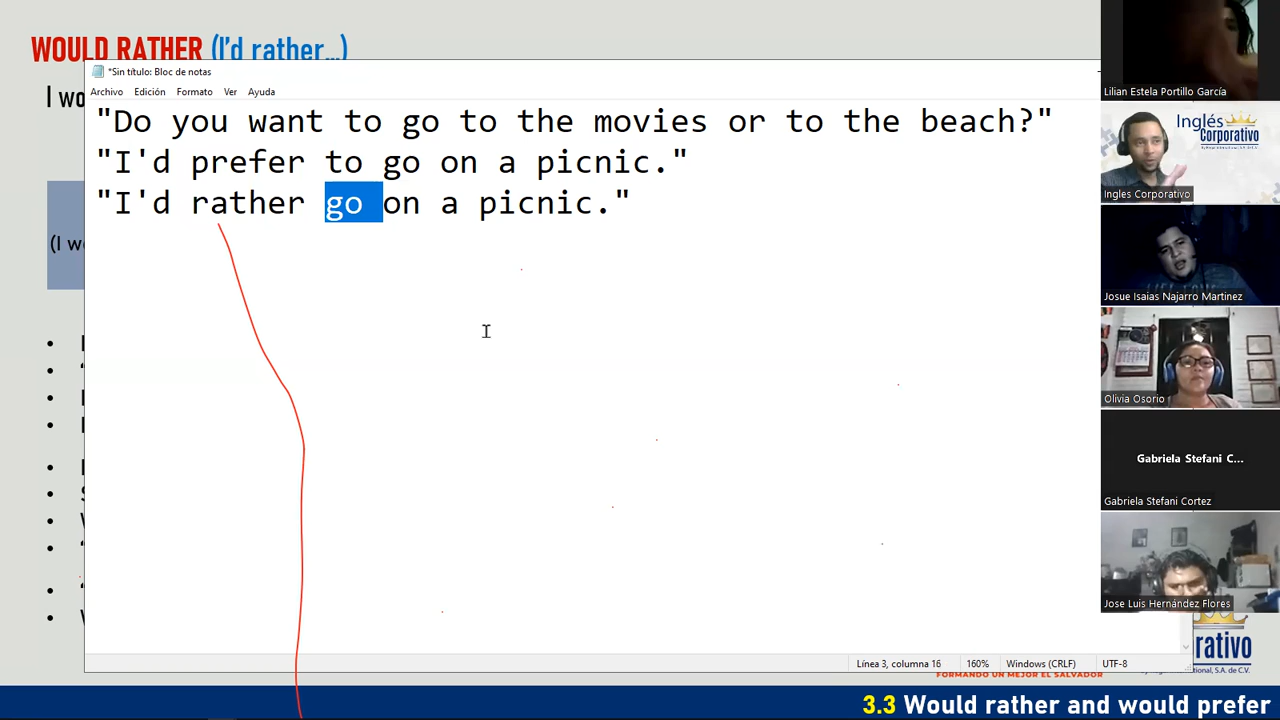 WOULD RATHER (I'd rather...)
I wo
*Sin título: Bloc de notas
Archivo Edición Formato Ver Ayuda
"Do you want to go to the movies or to the beach?"
"I'd prefer to go on a picnic."
"I'd rather go on a picnic."
(I we
Línea 3, columna 16 160% Windows (CRLF) UTF-8
rativo
FORMANDO UN MEJOR EL SALVADOR
3.3 Would rather and would prefer
Lilian Estela Portillo García
Inglés
Corporativo
Ingles Corporativo
Josue Isaias Najarro Martinez
Olivia Osorio
Gabriela Stefani C...
Gabriela Stefani Cortez
Jose Luis Hernández Flores